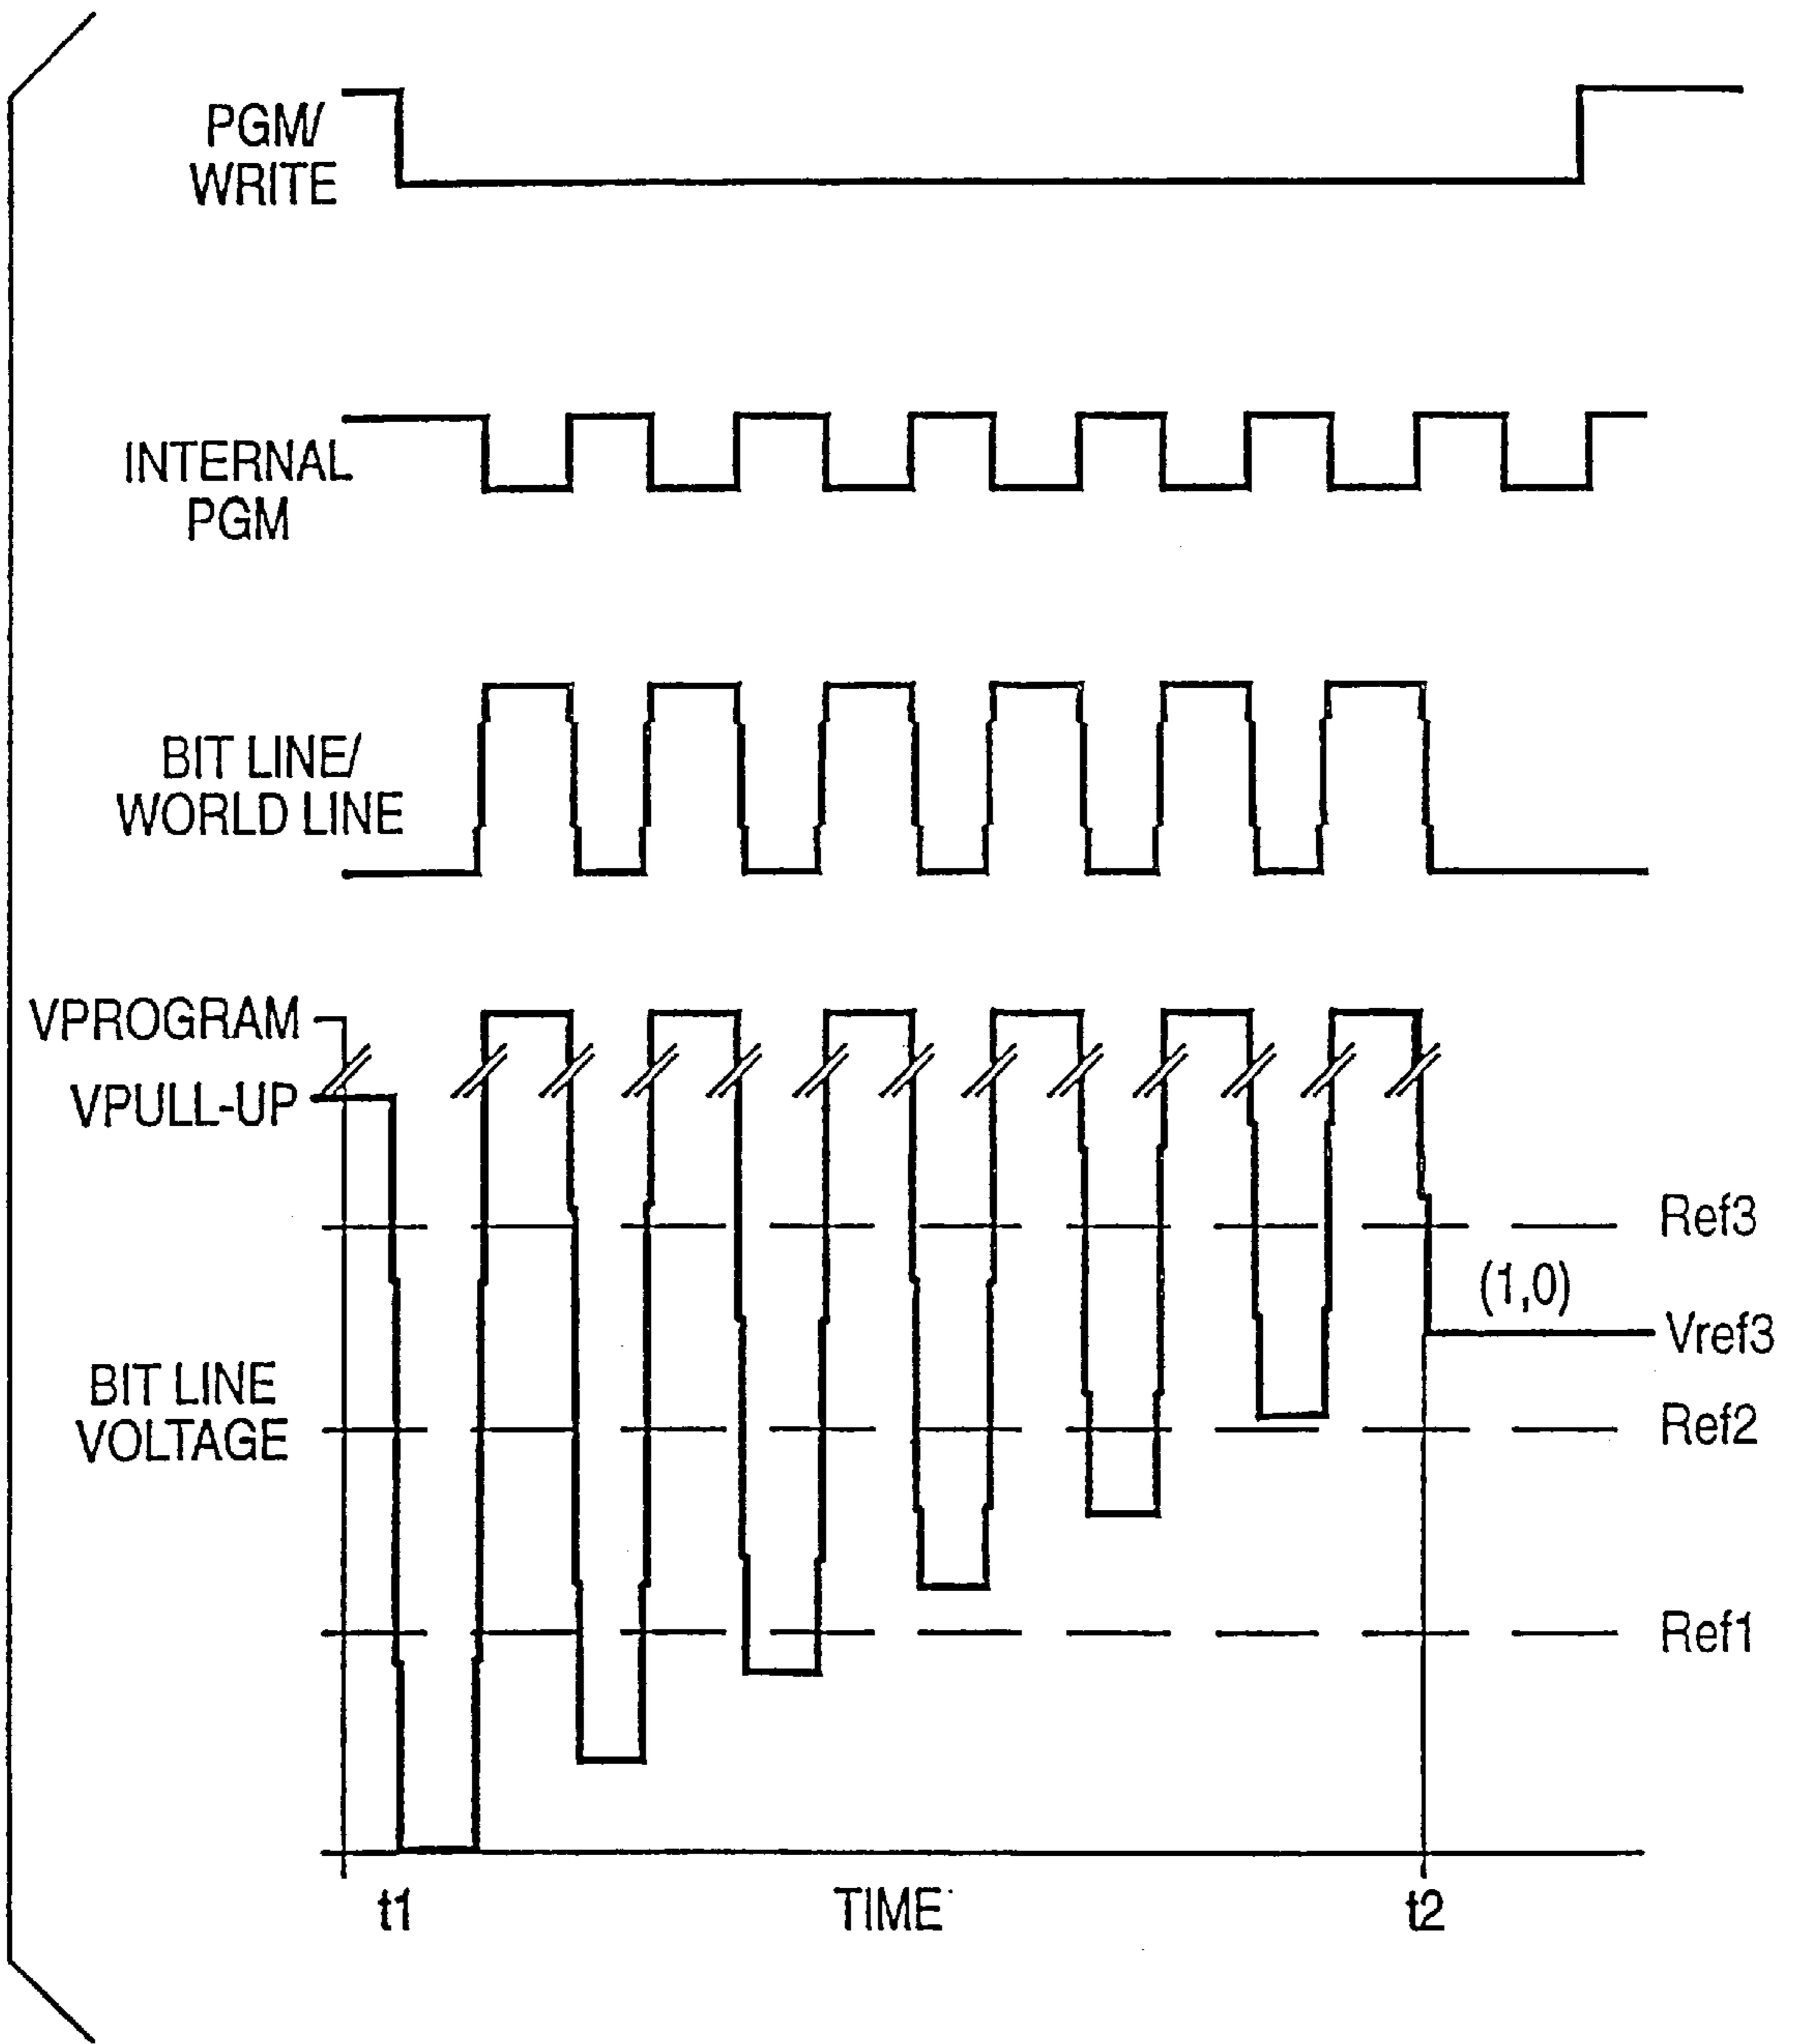 PGM/
WRITE
INTERNAL
PGM
BIT LINE/
WORLD LINE
VPROGRAM
VPULL-UP
Ref3
(1,0)
Vref3
BIT LINE
VOLTAGE
Ref2
Ref1
t1
TIME
t2